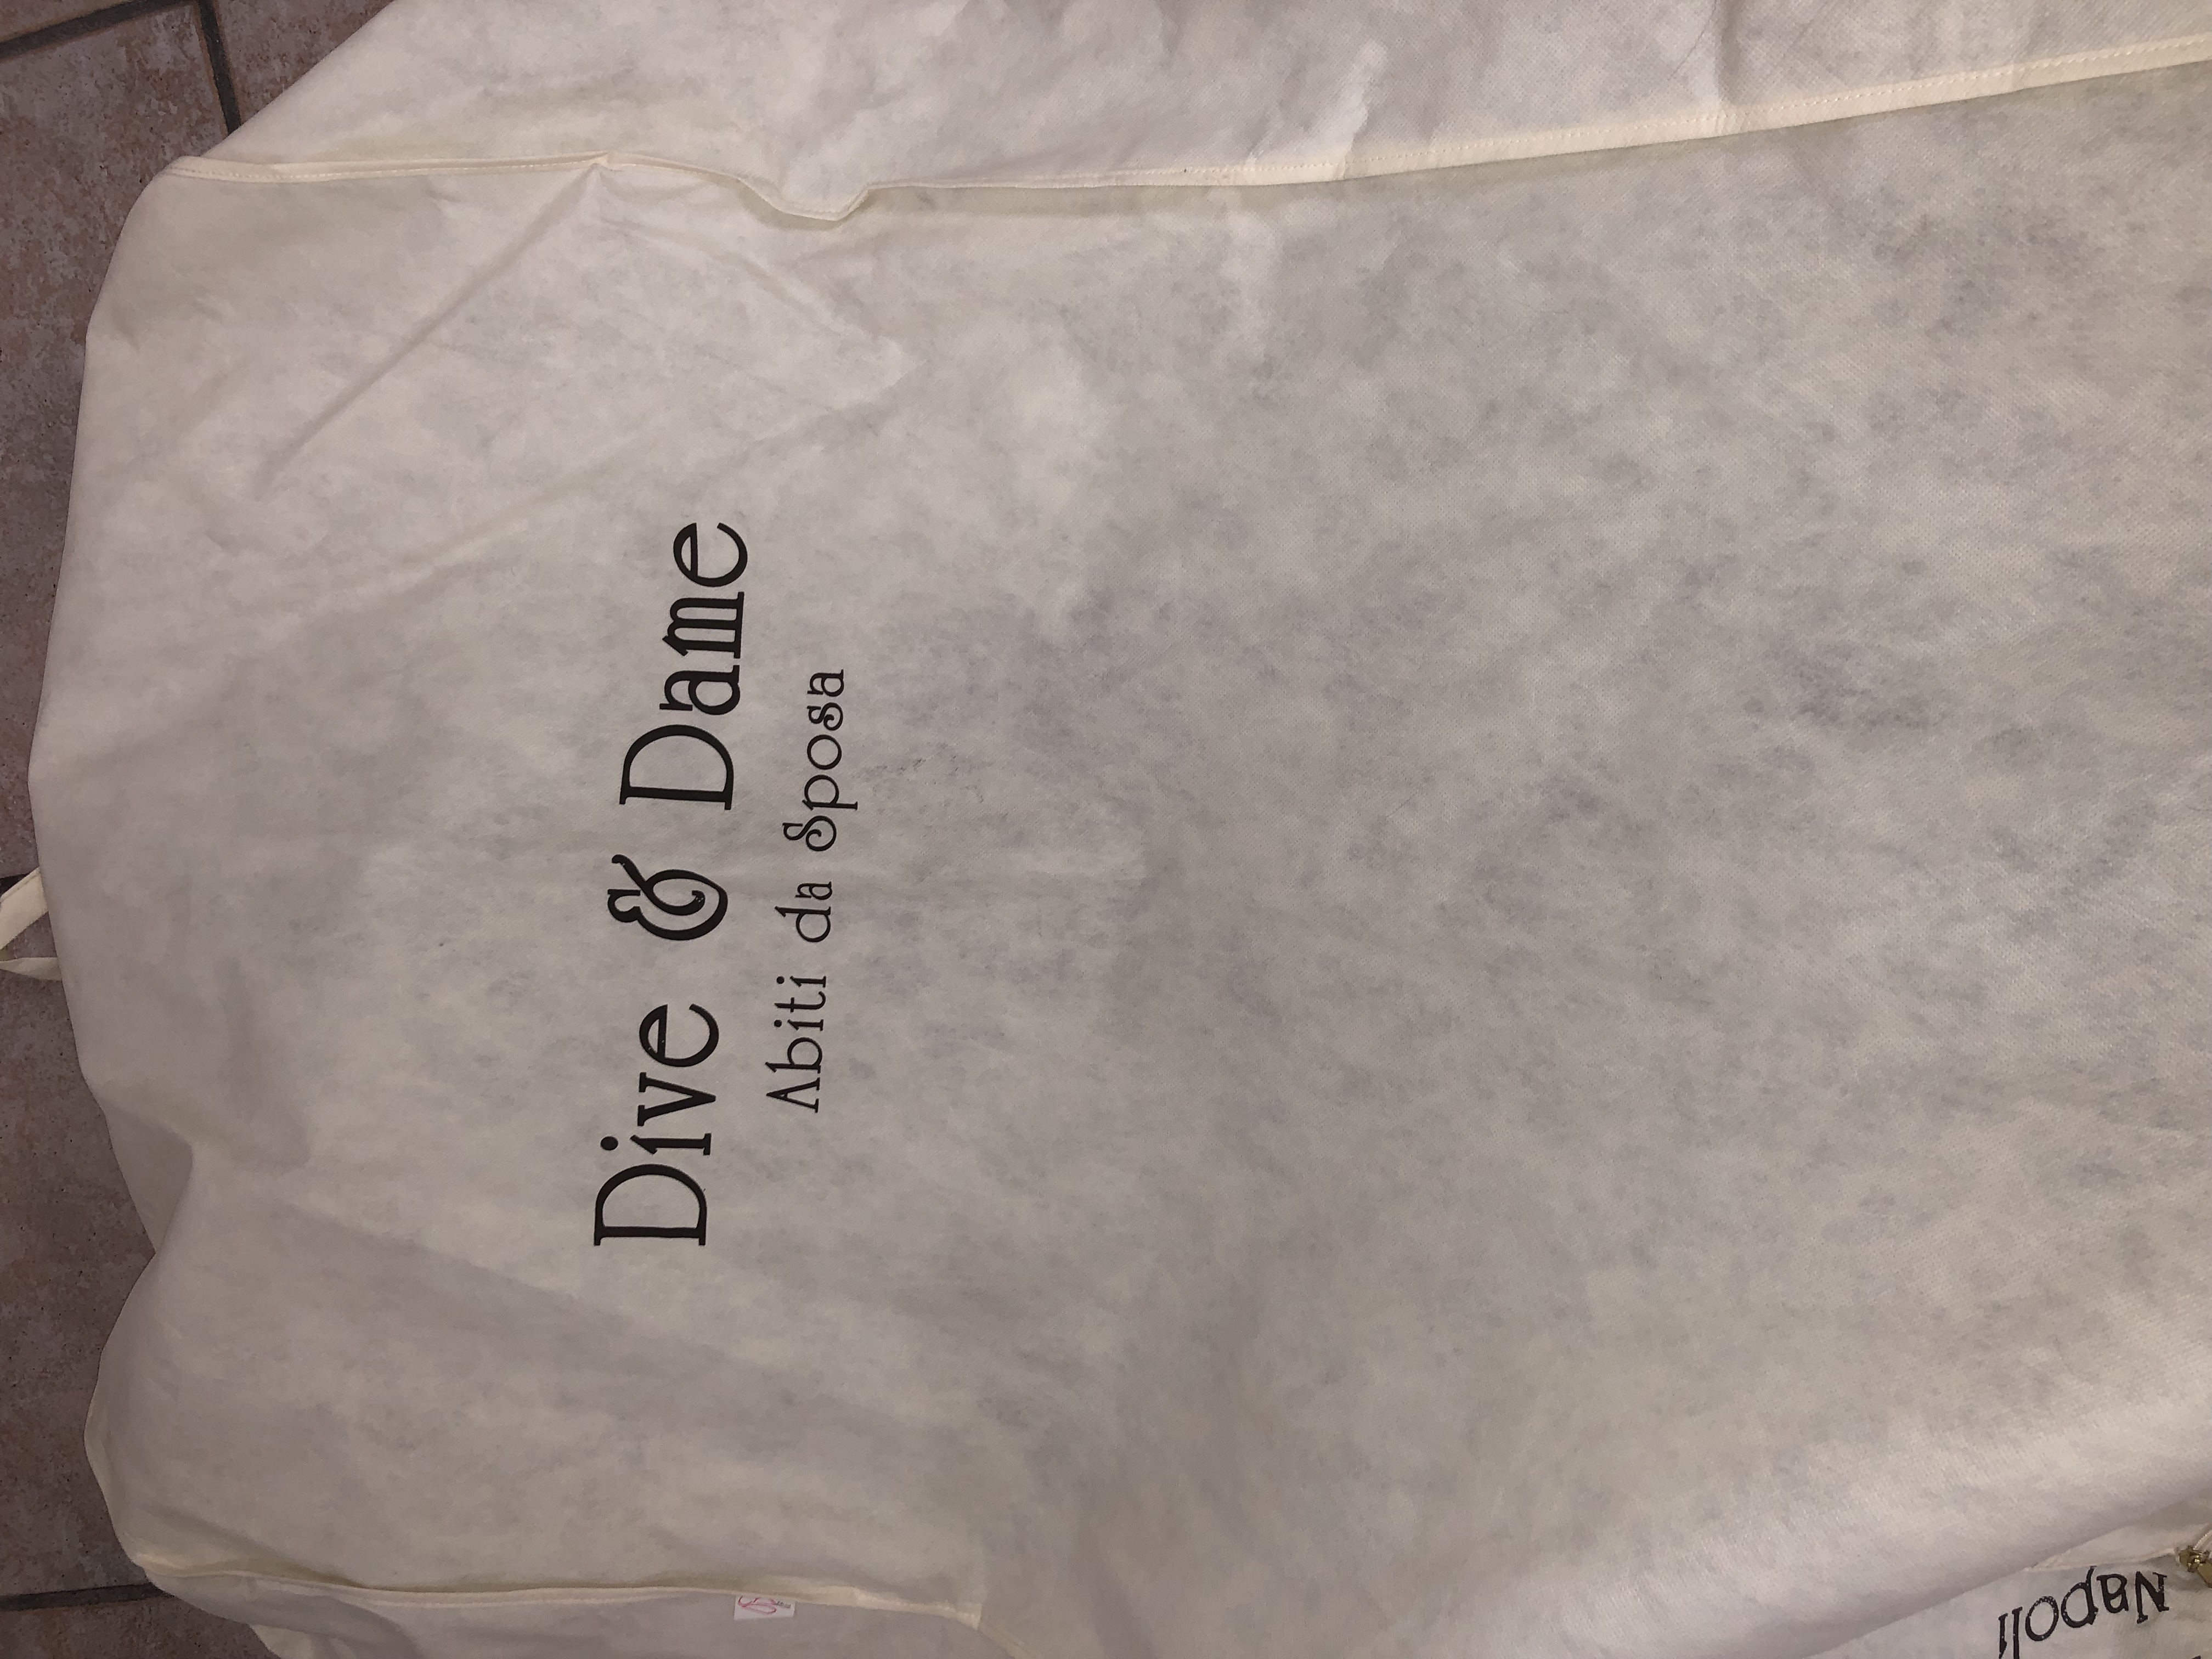 Dive & Dame
Abiti da Sposa
Napoli